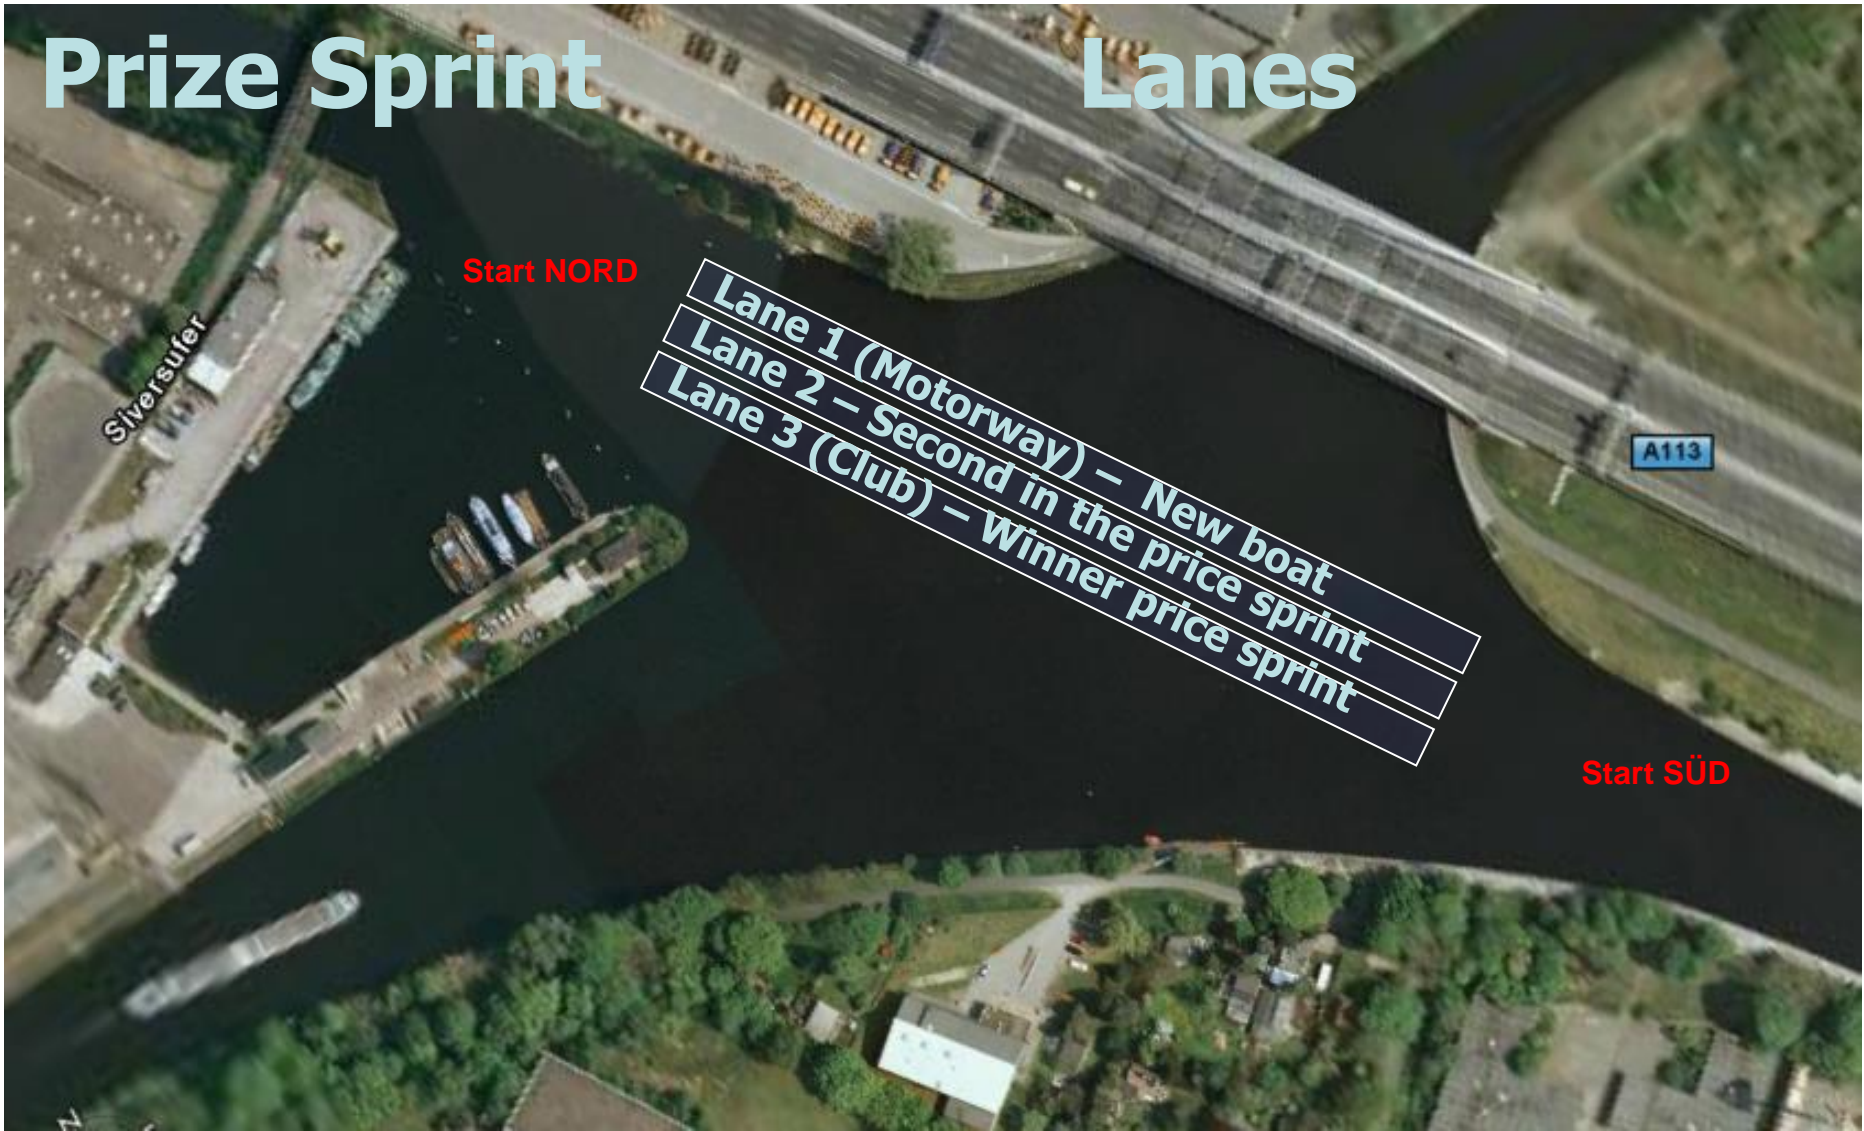 Prize Sprint Lanes
Start NORD
Lane 1 (Motorway) – New boat
Lane 2 – Second in the price sprint
Lane 3 (Club) – Winner price sprint
Siversufer
A113
Start SÜD